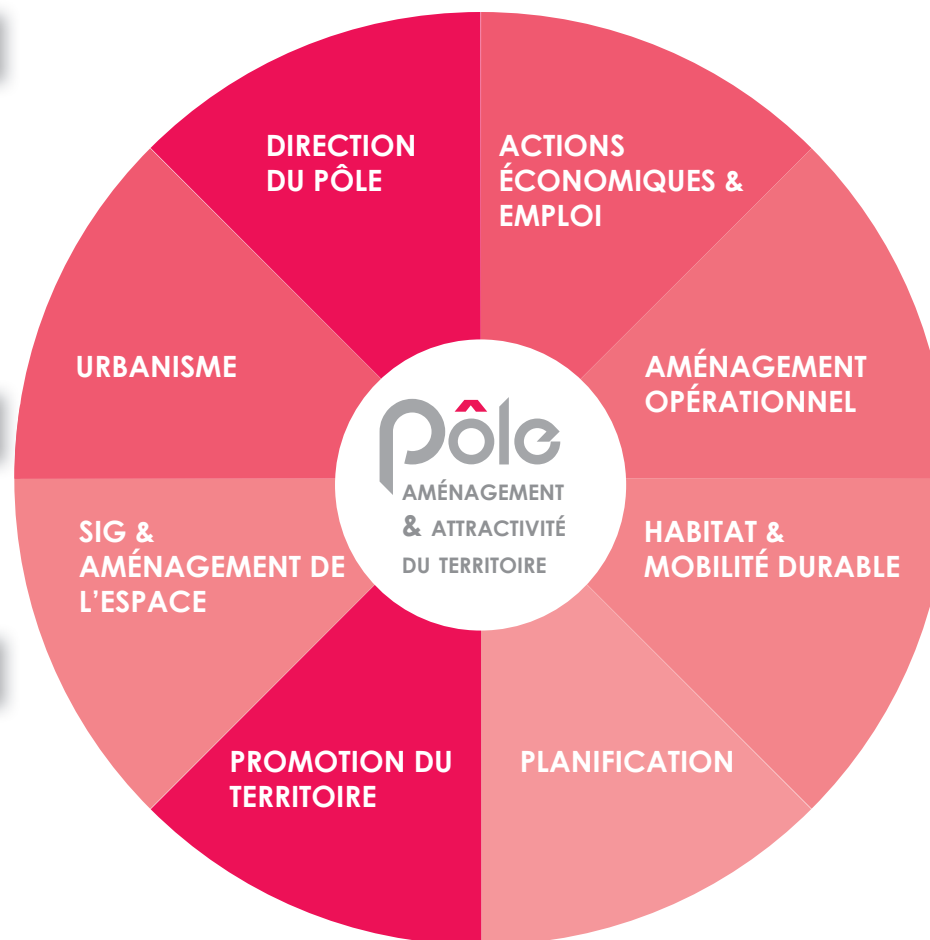 DIRECTION
DU PÔLE
ACTIONS
ÉCONOMIQUES &
EMPLOI
AMÉNAGEMENT
OPÉRATIONNEL
HABITAT &
MOBILITÉ DURABLE
PLANIFICATION
PROMOTION DU
TERRITOIRE
SIG &
AMÉNAGEMENT DE
L'ESPACE
URBANISME
Pôle
AMÉNAGEMENT
& ATTRACTIVITÉ
DU TERRITOIRE